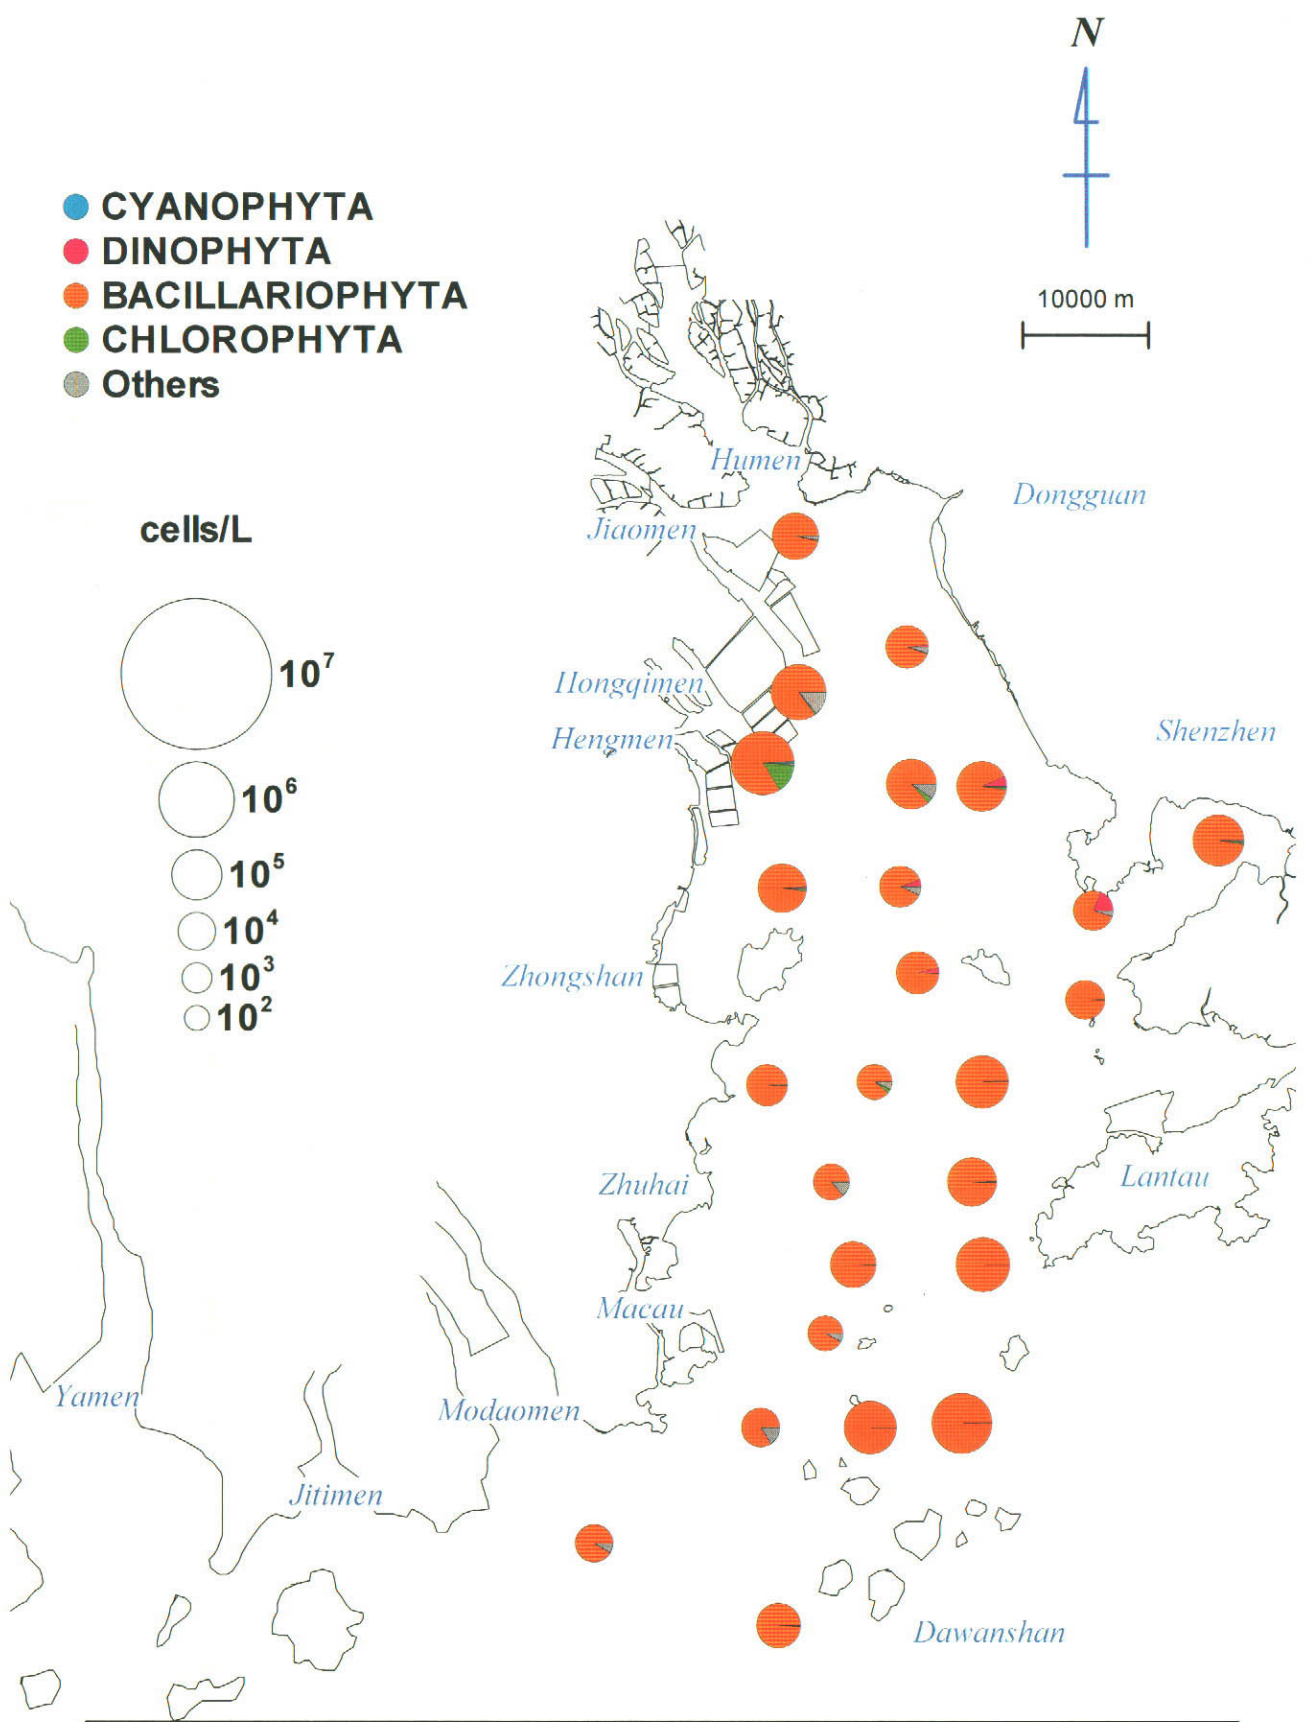 N
CYANOPHYTA
DINOPHYTA
BACILLARIOPHYTA
CHLOROPHYTA
Others
10000 m
Humen
Dongguan
cells/L
Jiaomen
10⁷
Hongqimen
Hengmen
Shenzhen
10⁶
10⁵
10⁴
10³
Zhongshan
10²
Zhuhai
Lantau
Macau
Yamen
Modaomen
Jitimen
Dawanshan